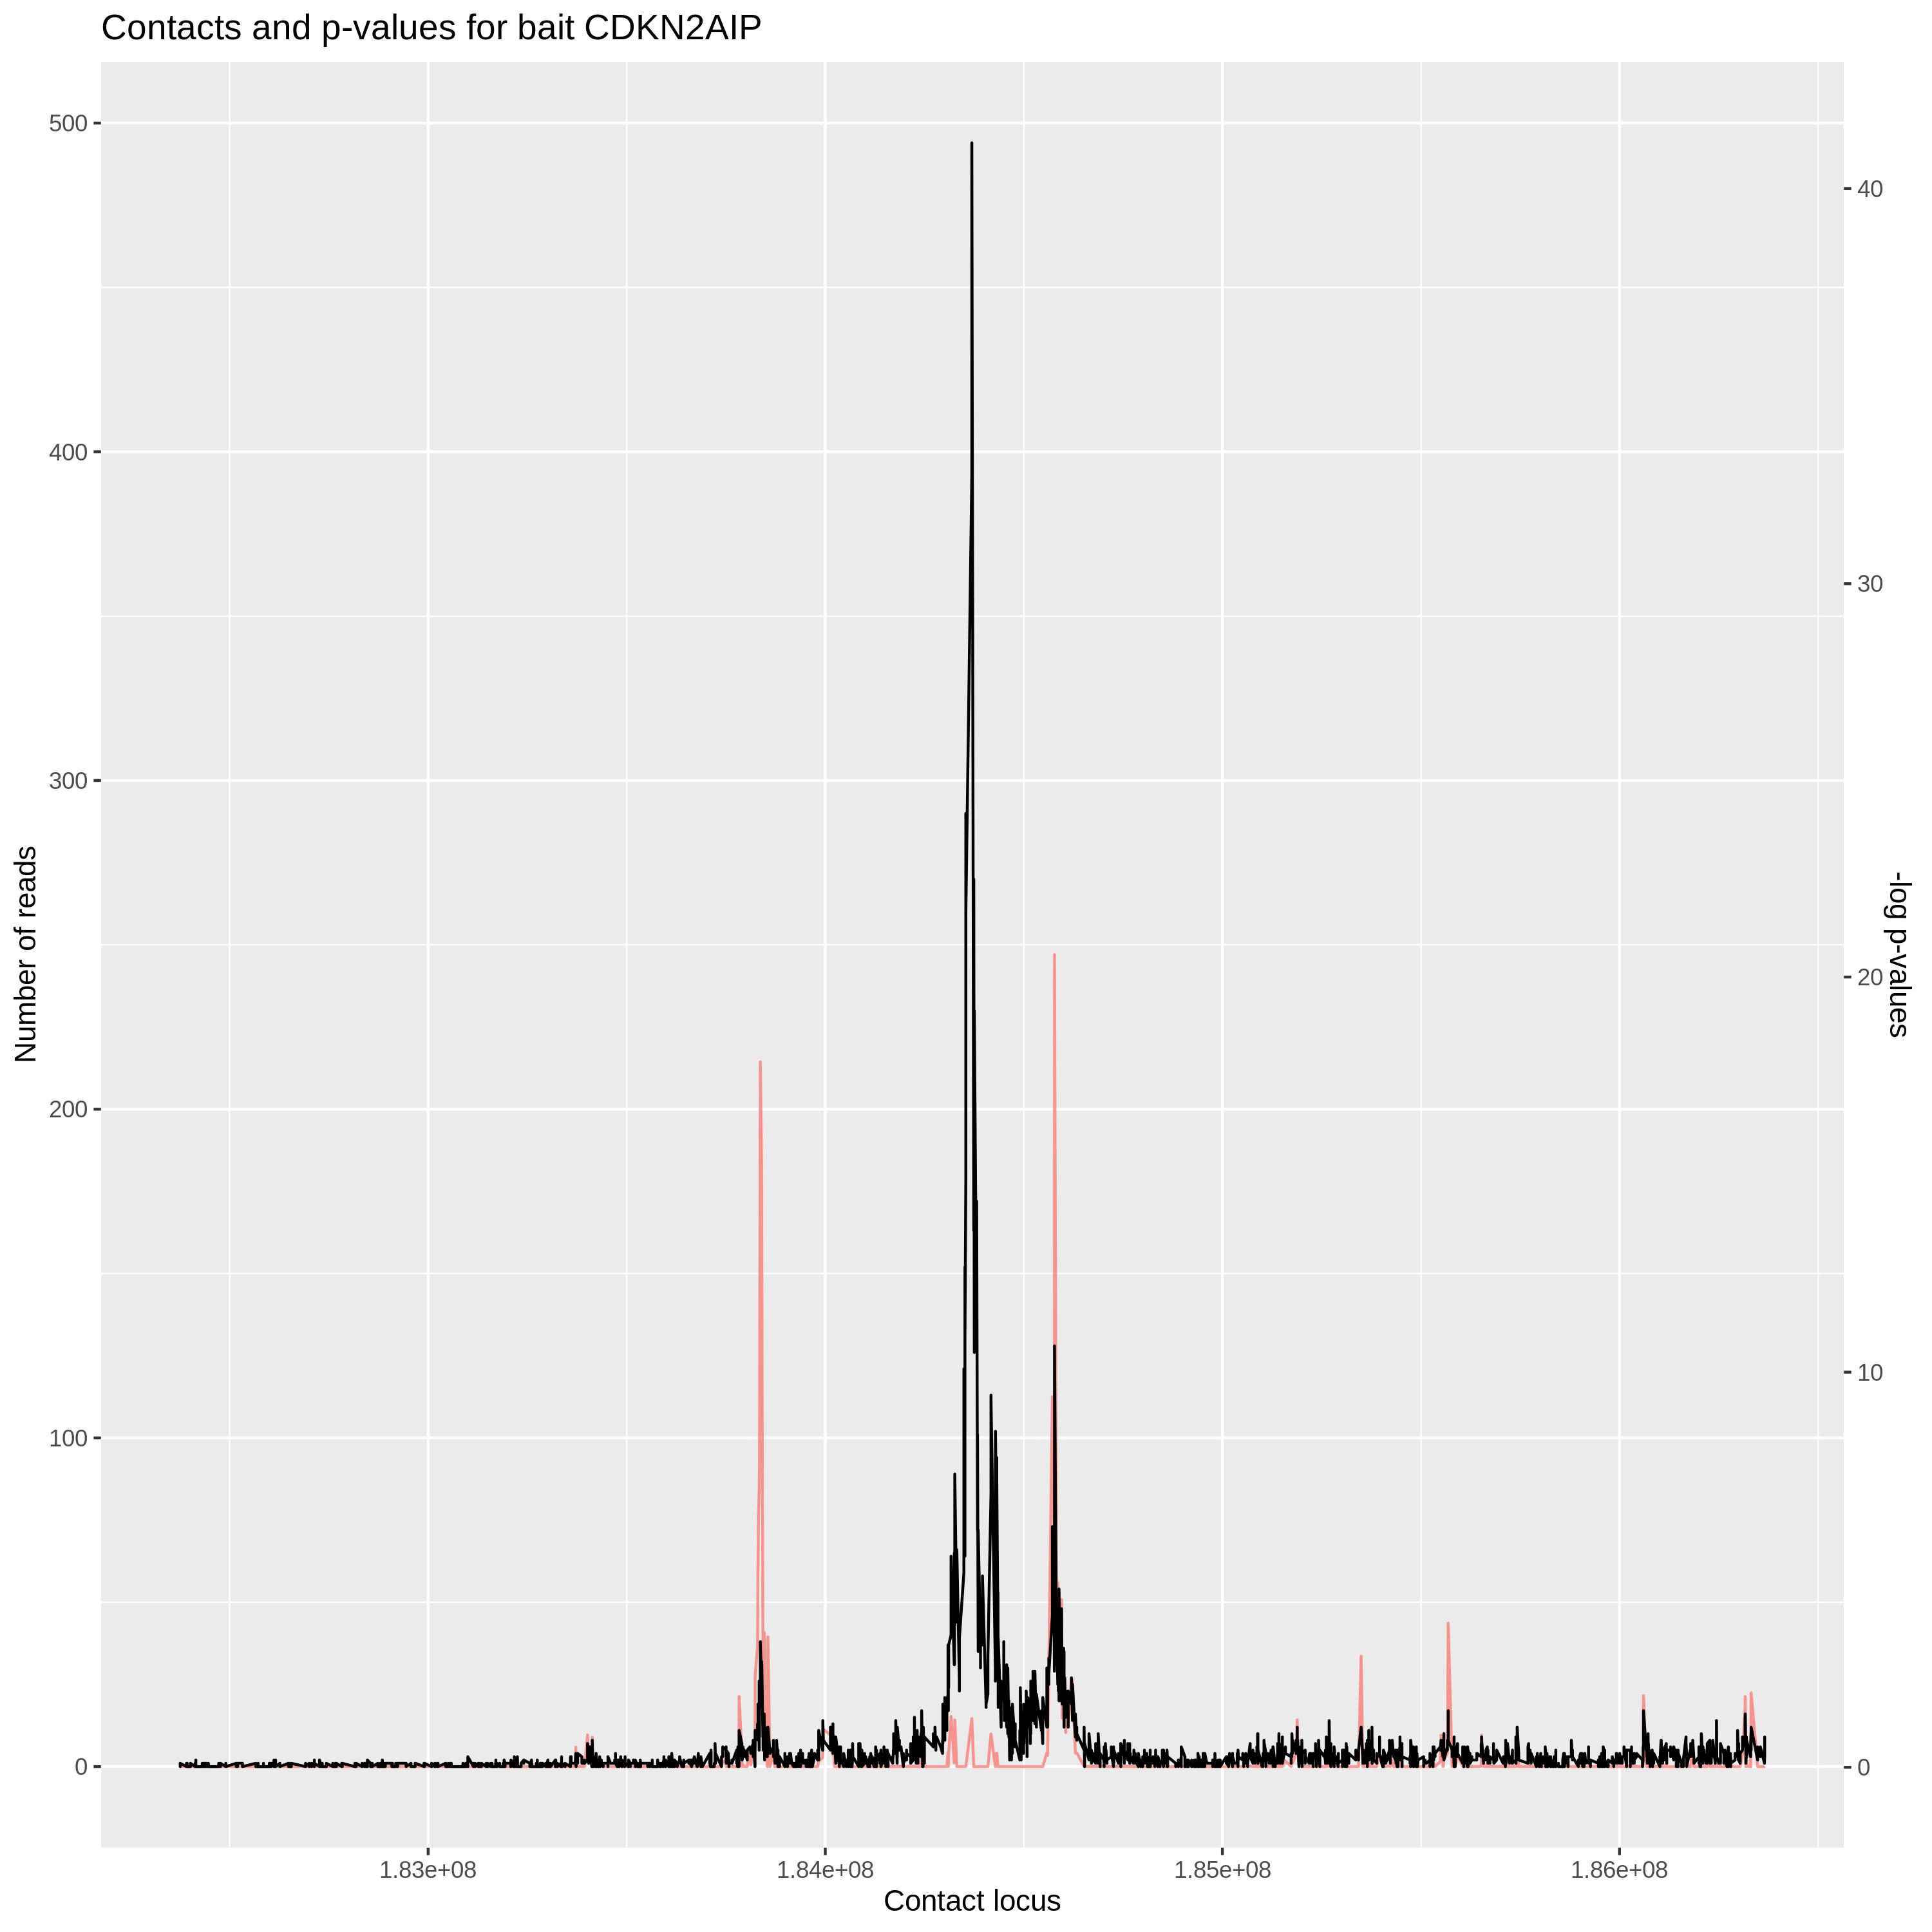 Contacts and p-values for bait CDKN2AIP
500
400
300
200
100
0
Number of reads
40
30
20
10
0
-log p-values
1.83e+08
1.84e+08
1.85e+08
1.86e+08
Contact locus